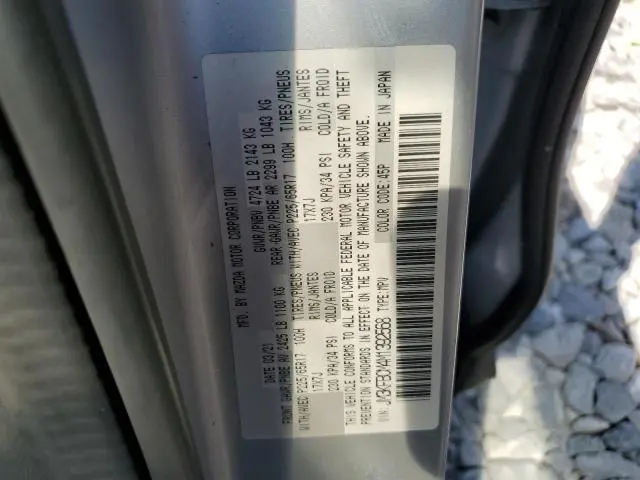 MFD. BY MAZDA MOTOR CORPORATION
DATE 03/21 GVWR/PNBV 4724 LB 2143 KG
FRONT GAWR/PNBE AV 2425 LB 1100 KG REAR GAWR/PNBE AR 2299 LB 1043 KG
WITH/AVEC P225/65R17 100H TIRES/PNEUS WITH/AVEC P225/65R17 100H TIRES/PNEUS
17X7J RIMS/JANTES 17X7J RIMS/JANTES
230 KPA/34 PSI COLD/A FROID 230 KPA/34 PSI COLD/A FROID
THIS VEHICLE CONFORMS TO ALL APPLICABLE FEDERAL MOTOR VEHICLE SAFETY AND THEFT
PREVENTION STANDARDS IN EFFECT ON THE DATE OF MANUFACTURE SHOWN ABOVE.
VIN: TYPE:MPV COLOR CODE:45P MADE IN JAPAN